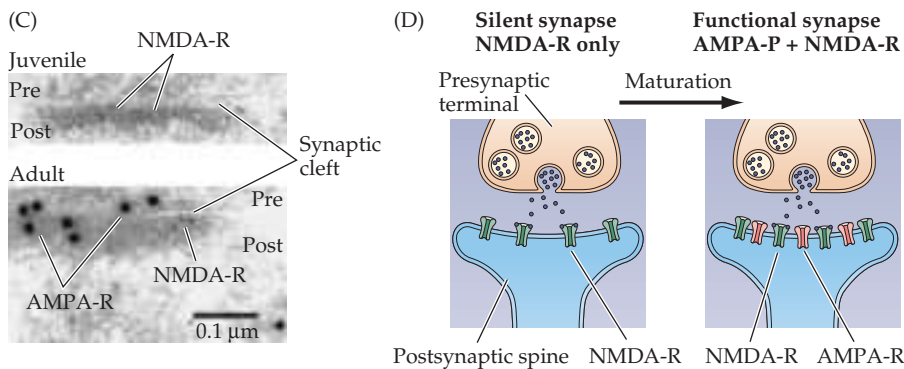 (C)
NMDA-R
Juvenile
Pre
Post
Synaptic
cleft
Adult
Pre
Post
AMPA-R
NMDA-R
0.1 μm
(D)
Silent synapse
NMDA-R only
Functional synapse
AMPA-P + NMDA-R
Presynaptic
terminal
Maturation
Postsynaptic spine
NMDA-R
NMDA-R
AMPA-R